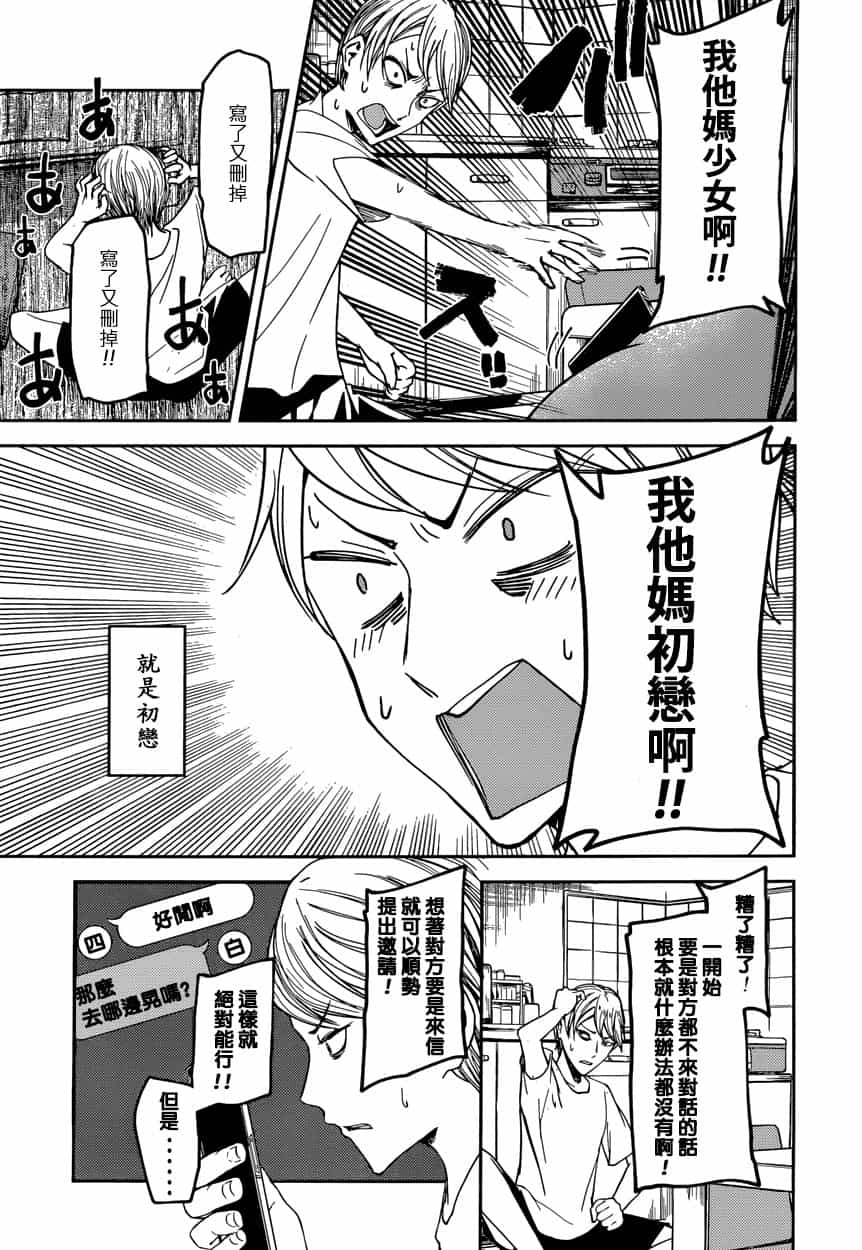 我他媽少女啊!!
ズ!!
寫了又刪掉
寫了又刪掉!!
あ
あ
あ
あ
ぁ
我他媽初戀啊!!
就是初戀
糟了糟了!
一開始
要是對方都不來對話的話
根本就什麼辦法都沒有啊!
想著對方要是來信
就可以順勢
提出邀請!
好閒啊
四
白
那麼
去哪邊晃嗎?
這樣就
絕對能行!!
但是·····